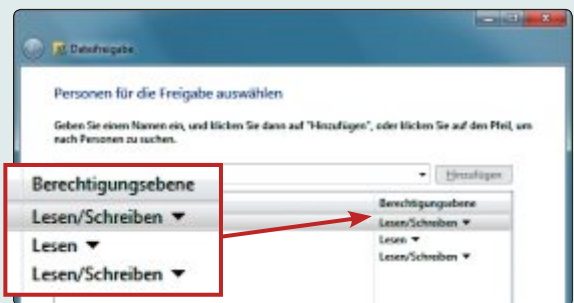 Dateifreigabe
Personen für die Freigabe auswählen
Geben Sie einen Namen ein, und klicken Sie dann auf "Hinzufügen", oder klicken Sie auf den Pfeil, um
nach Personen zu suchen.
Hinzufügen
Berechtigungsebene
Lesen/Schreiben
Lesen
Lesen/Schreiben
Berechtigungsebene
Lesen/Schreiben
Lesen
Lesen/Schreiben